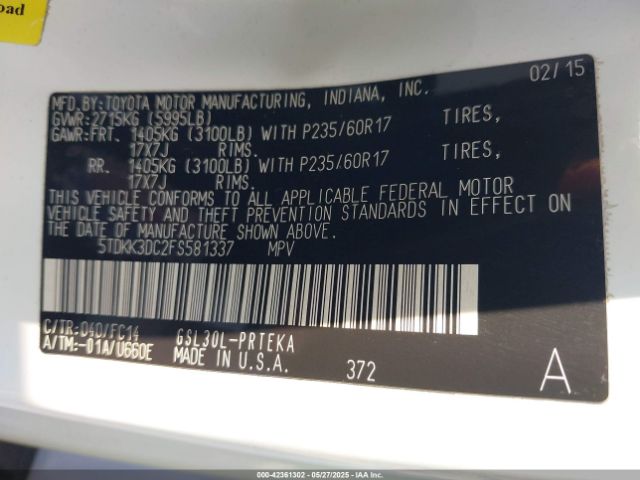 oad
02/15
MFD.BY:TOYOTA MOTOR MANUFACTURING, INDIANA, INC.
GVWR:2715KG (5995LB)
GAWR:FRT. 1405KG (3100LB) WITH P235/60R17 TIRES,
17X7J RIMS.
RR. 1405KG (3100LB) WITH P235/60R17 TIRES,
17X7J RIMS.
THIS VEHICLE CONFORMS TO ALL APPLICABLE FEDERAL MOTOR
VEHICLE SAFETY AND THEFT PREVENTION STANDARDS IN EFFECT ON
THE DATE OF MANUFACTURE SHOWN ABOVE.
5TDKK3DC2FS581337 MPV
C/TR:040/FC14 GSL30L-PRTEKA
A/TM:-01A/U660E MADE IN U.S.A. 372 A
000-42361302 - 05/27/2025 - IAA Inc.